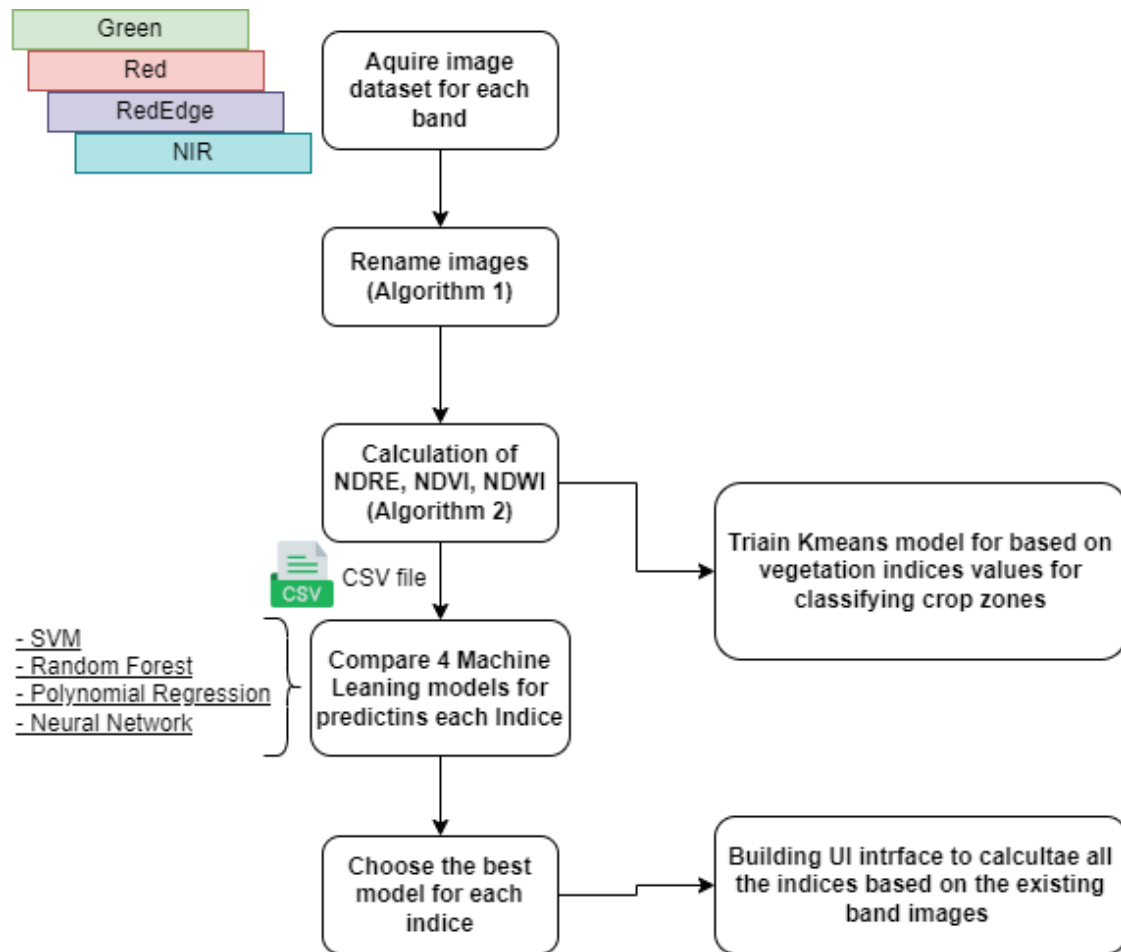 Green
Red
RedEdge
NIR
Aquire image
dataset for each
band
Rename images
(Algorithm 1)
Calculation of
NDRE, NDVI, NDWI
(Algorithm 2)
Triain Kmeans model for based on
vegetation indices values for
classifying crop zones
CSV
CSV file
- SVM
- Random Forest
- Polynomial Regression
- Neural Network
Compare 4 Machine
Leaning models for
predictins each Indice
Choose the best
model for each
indice
Building UI intrface to calcultae all
the indices based on the existing
band images